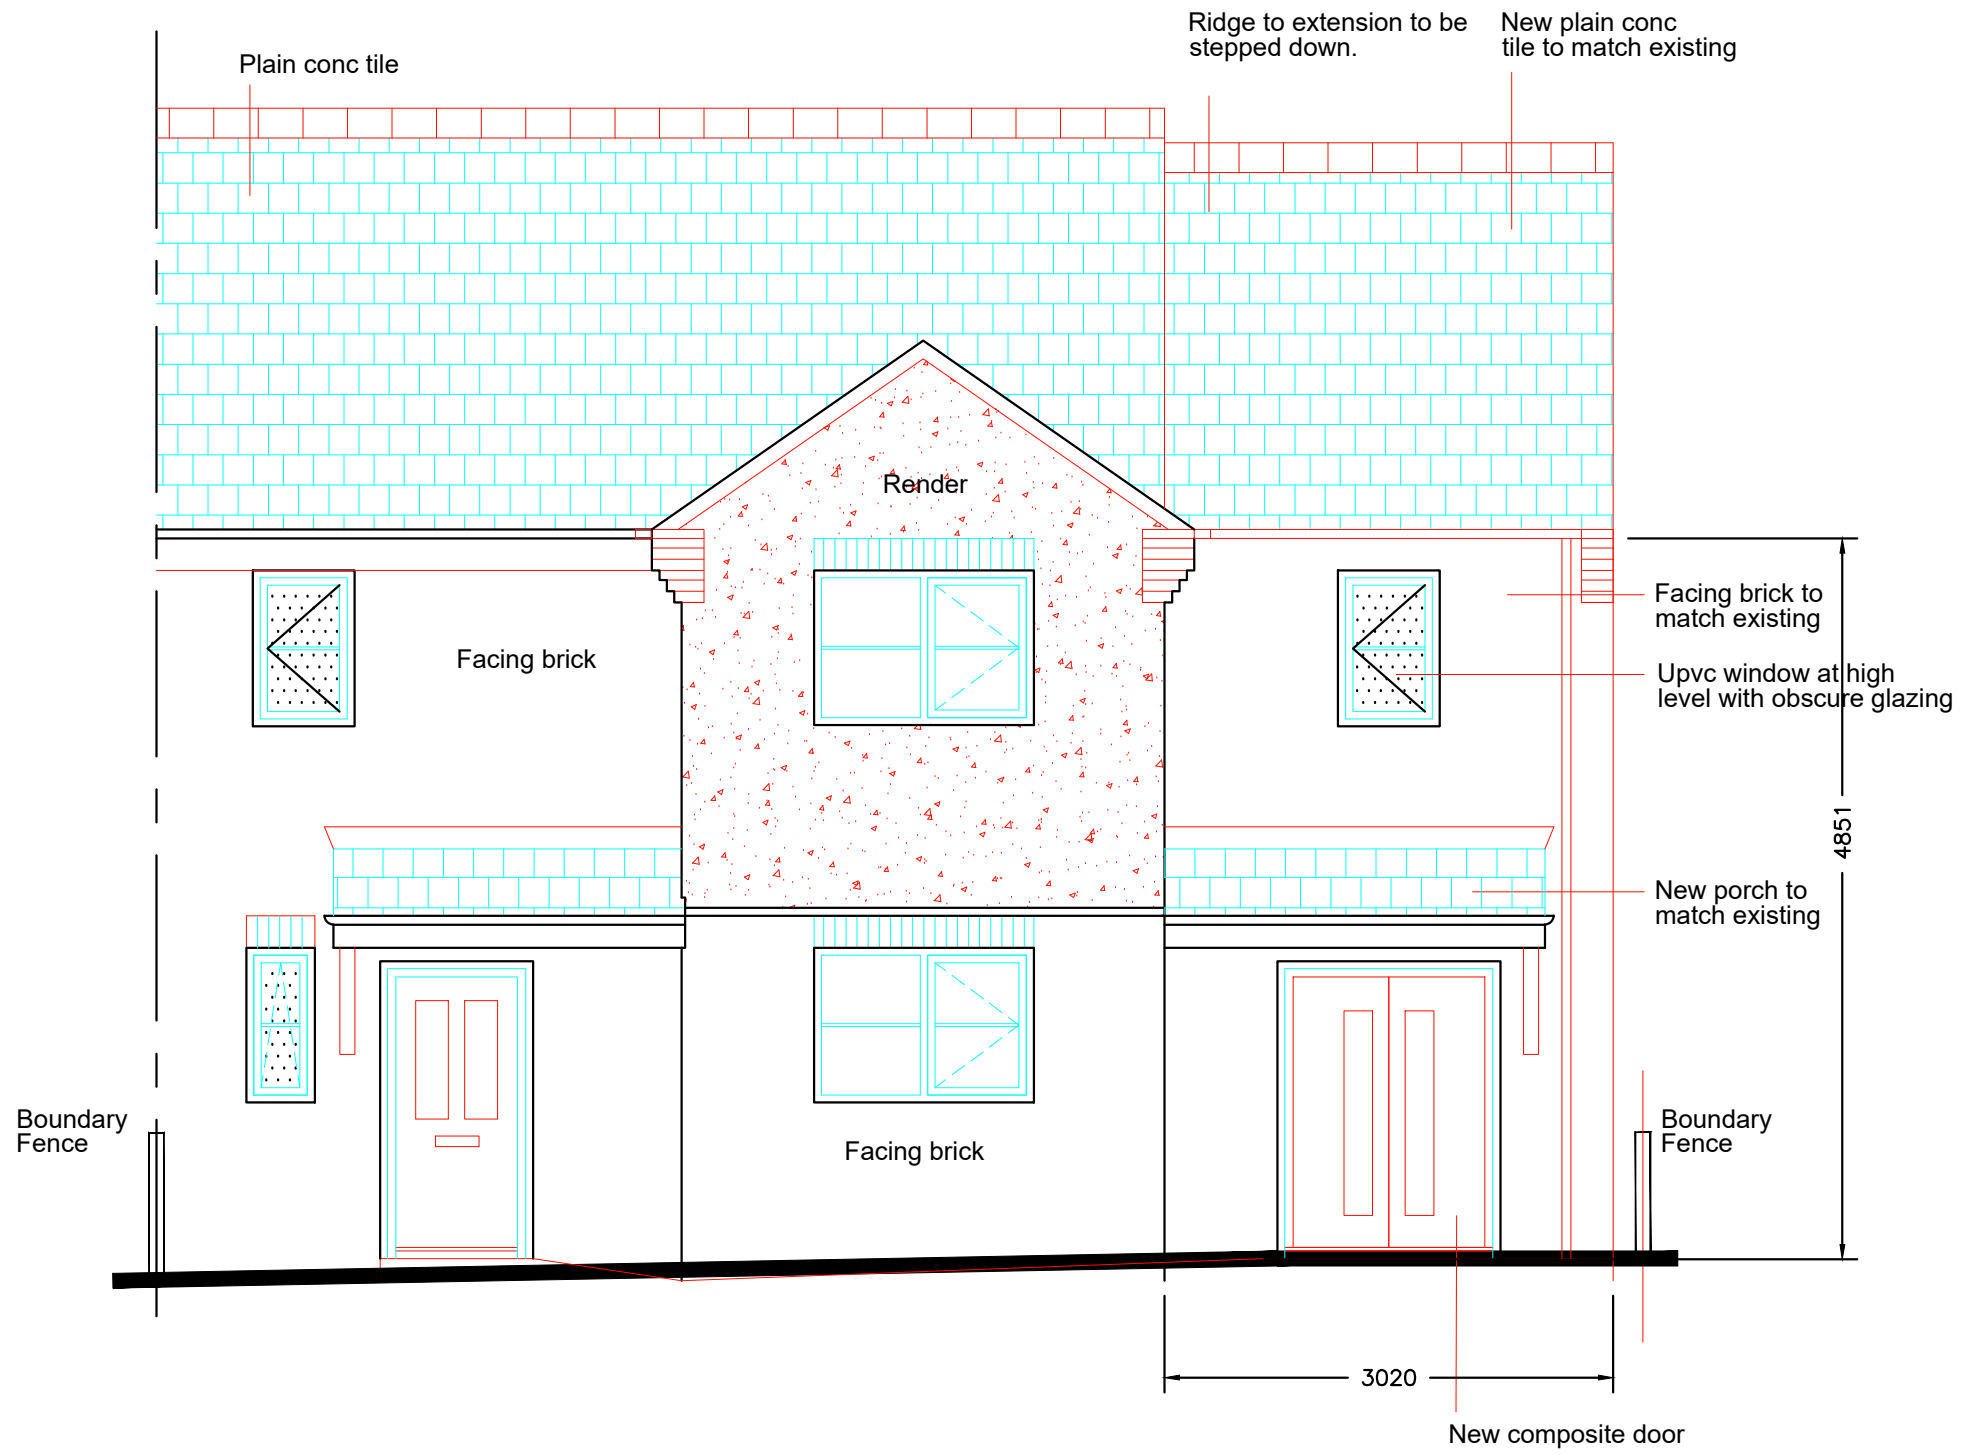 Ridge to extension to be
stepped down.
New plain conc
tile to match existing
Plain conc tile
Render
Facing brick to
match existing
Facing brick
Upvc window at high
level with obscure glazing
4851
New porch to
match existing
Boundary
Fence
Boundary
Fence
Facing brick
3020
New composite door